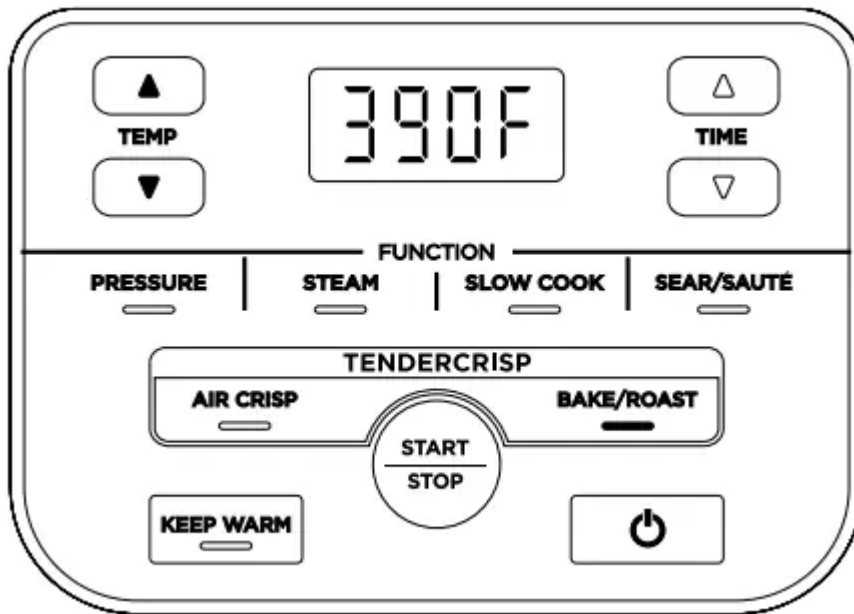 390F
TEMP
TIME
FUNCTION
PRESSURE
STEAM
SLOW COOK
SEAR/SAUTÉ
TENDERCRISP
AIR CRISP
BAKE/ROAST
START
STOP
KEEP WARM